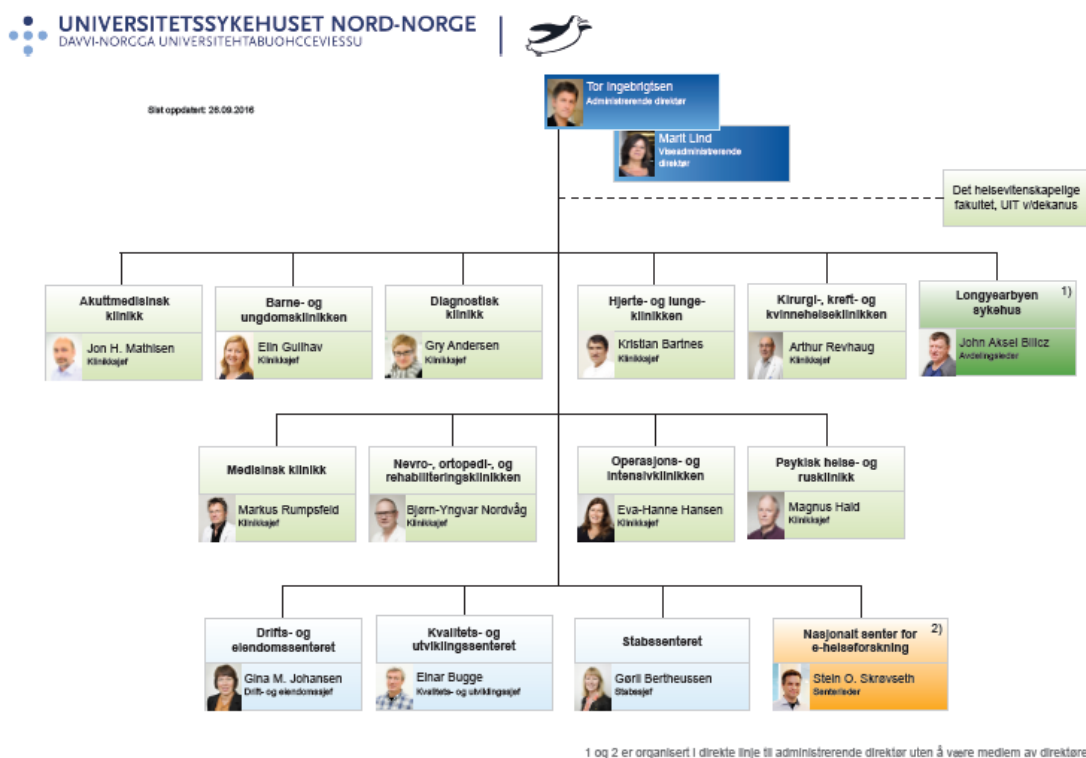 UNIVERSITETSSYKEHUSET NORD-NORGE
DAVVI-NORGGA UNIVERSITEHTABUOHCCEVIESSU
Sist oppdatert: 26.09.2016
Tor Ingebrigtsen
Administrerende direktør
Marit Lind
Viseadministrerende
direktør
Det helsevitenskapelige
fakultet, UIT v/dekanus
Akuttmedisinsk
klinikk
Jon H. Mathisen
Klinikksjef
Barne- og
ungdomsklinikken
Elin Gullhav
Klinikksjef
Diagnostisk
klinikk
Gry Andersen
Klinikksjef
Hjerte- og lunge-
klinikken
Kristian Bartnes
Klinikksjef
Kirurgi-, kreft- og
kvinnehelseklinikken
Arthur Revhaug
Klinikksjef
Longyearbyen 1)
sykehus
John Aksel Bilicz
Avdelingsleder
Medisinsk klinikk
Markus Rumpsfeld
Klinikksjef
Nevro-, ortopedi-, og
rehabiliteringsklinikken
Bjørn-Yngvar Nordvåg
Klinikksjef
Operasjons- og
intensivklinikken
Eva-Hanne Hansen
Klinikksjef
Psykisk helse- og
rusklinikk
Magnus Hald
Klinikksjef
Drifts- og
eiendomssenteret
Gina M. Johansen
Drift- og eiendomssjef
Kvalitets- og
utviklingssenteret
Einar Bugge
Kvalitets- og utviklingssjef
Stabssenteret
Gøril Bertheussen
Stabssjef
Nasjonalt senter for 2)
e-helseforskning
Stein O. Skrøvseth
Senterleder
1 og 2 er organisert i direkte linje til administrerende direktør uten å være medlem av direktøre